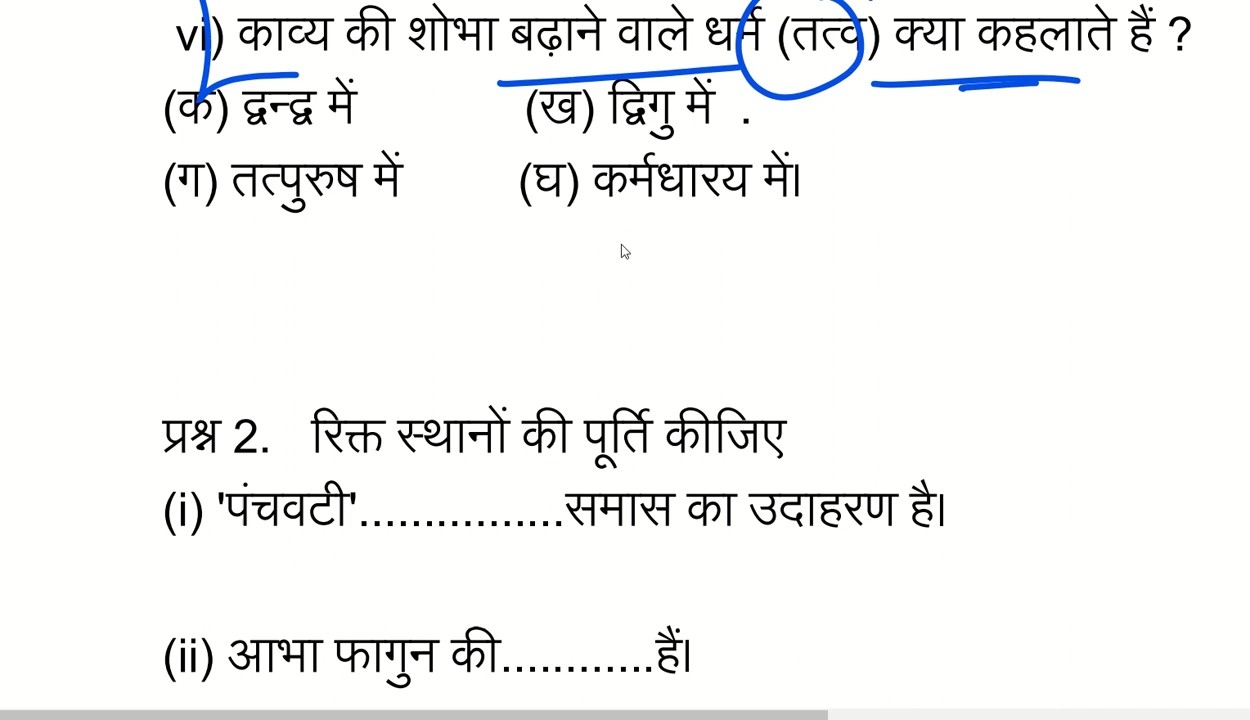 vi) काव्य की शोभा बढ़ाने वाले धर्म (तत्व) क्या कहलाते हैं ?
(क) द्वन्द्व में (ख) द्विगु में .
(ग) तत्पुरुष में (घ) कर्मधारय में।
प्रश्न 2. रिक्त स्थानों की पूर्ति कीजिए
(i) 'पंचवटी'................समास का उदाहरण है।
(ii) आभा फागुन की............हैं।